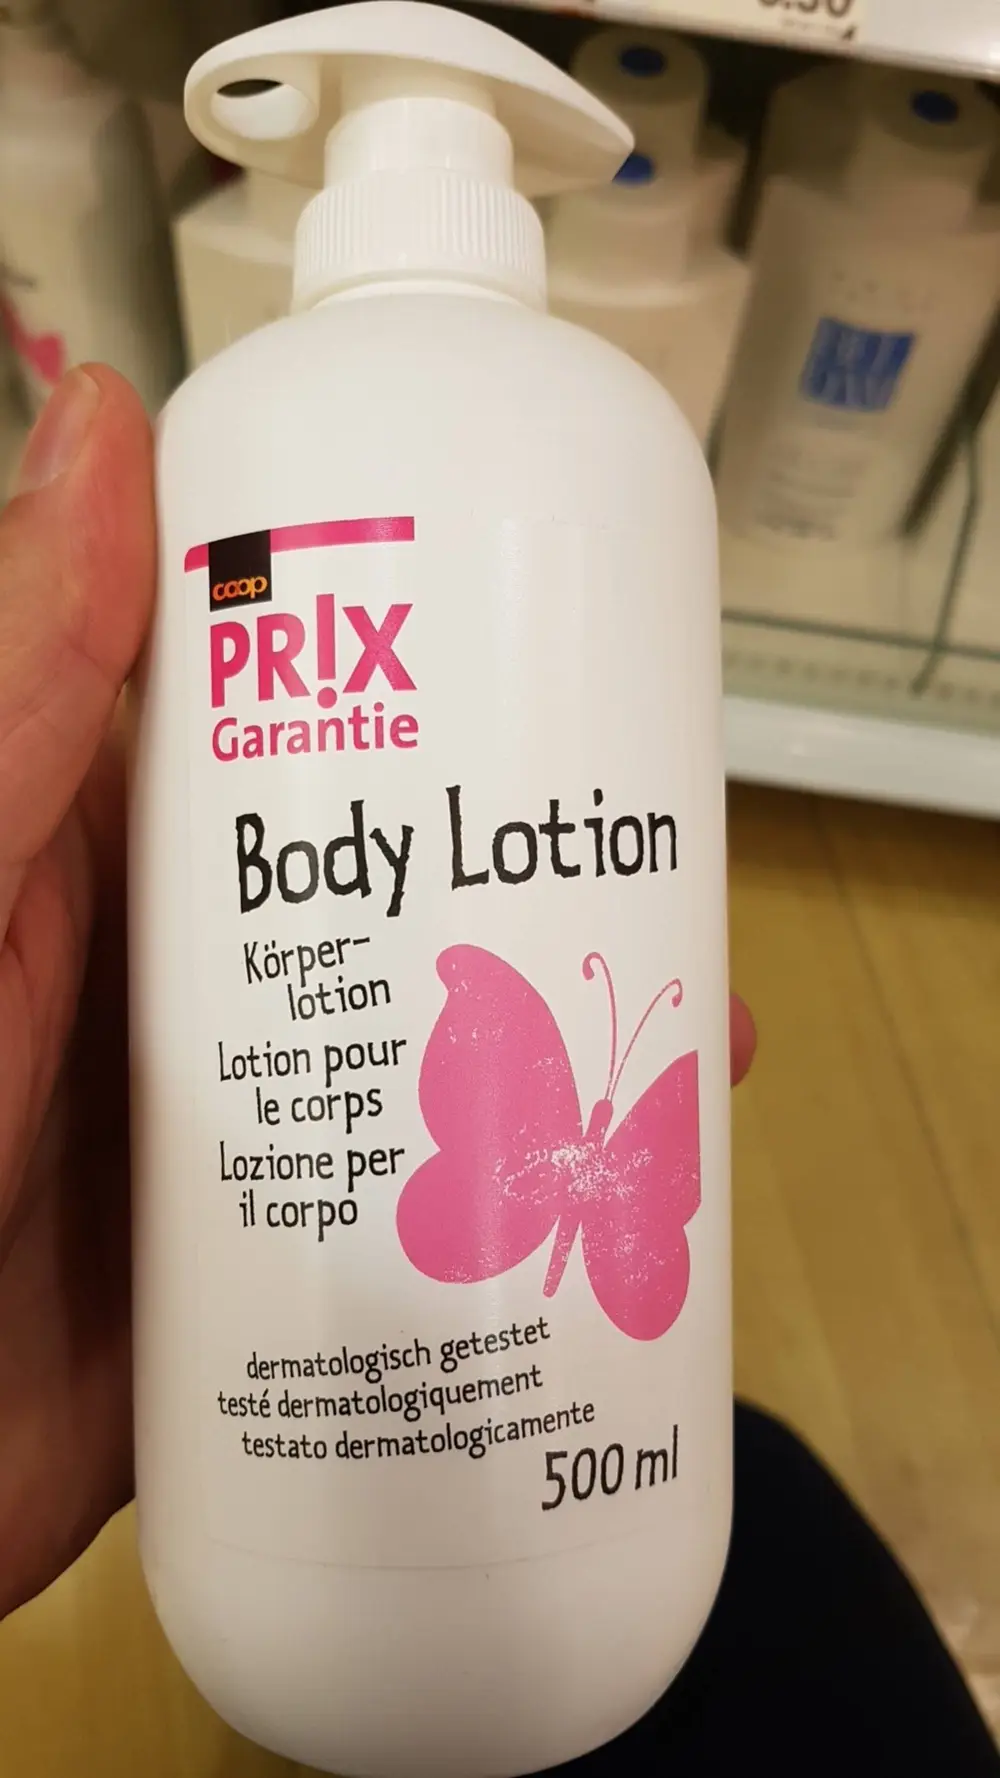 coop
PR!X
Garantie
Body Lotion
Körper-
lotion
Lotion pour
le corps
Lozione per
il corpo
dermatologisch getestet
testé dermatologiquement
testato dermatologicamente
500 ml